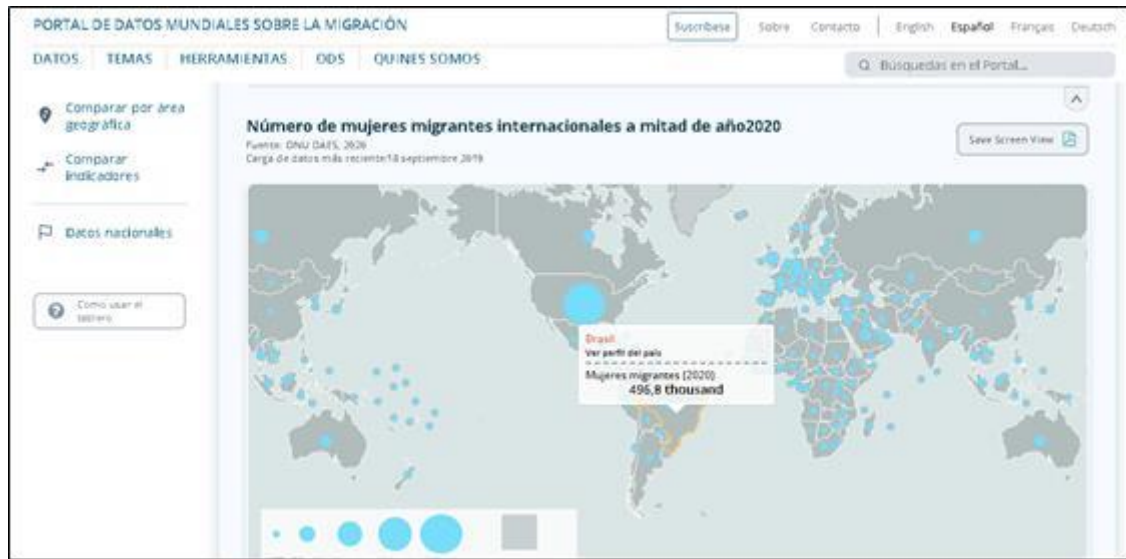 PORTAL DE DATOS MUNDIALES SOBRE LA MIGRACIÓN
Suscríbase Sobre Contacto English Español Français Deutsch
DATOS TEMAS HERRAMIENTAS ODS QUINES SOMOS
Búsquedas en el Portal...
Comparar por área
geográfica
Comparar
indicadores
Datos nacionales
Como usar el
tablero
Número de mujeres migrantes internacionales a mitad de año2020
Fuente: ONU DAES, 2020
Carga de datos más reciente:18 septiembre 2019
Save Screen View
Brasil
Ver perfil del país
Mujeres migrantes (2020)
496,8 thousand